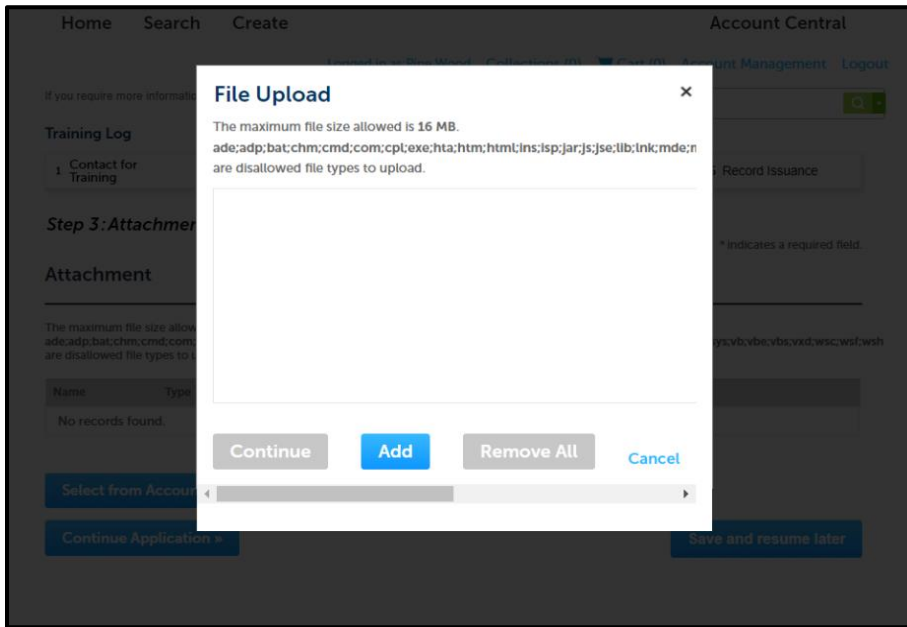 Home Search Create Account Central
Logged in as Pine Wood Collections (0) Cart (0) Account Management Logout
If you require more informatio
File Upload ×
The maximum file size allowed is 16 MB.
ade;adp;bat;chm;cmd;com;cpl;exe;hta;htm;html;ins;isp;jar;js;jse;lib;lnk;mde;
are disallowed file types to upload.
Training Log
1 Contact for
Training
Record Issuance
Step 3:Attachmen
* indicates a required field.
Attachment
The maximum file size allow
ade;adp;bat;chm;cmd;com; sys;vb;vbe;vbs;vxd;wsc;wsf;wsh
are disallowed file types to u
Name Type
No records found.
Continue Add Remove All Cancel
Select from Accoun
Continue Application »
Save and resume later